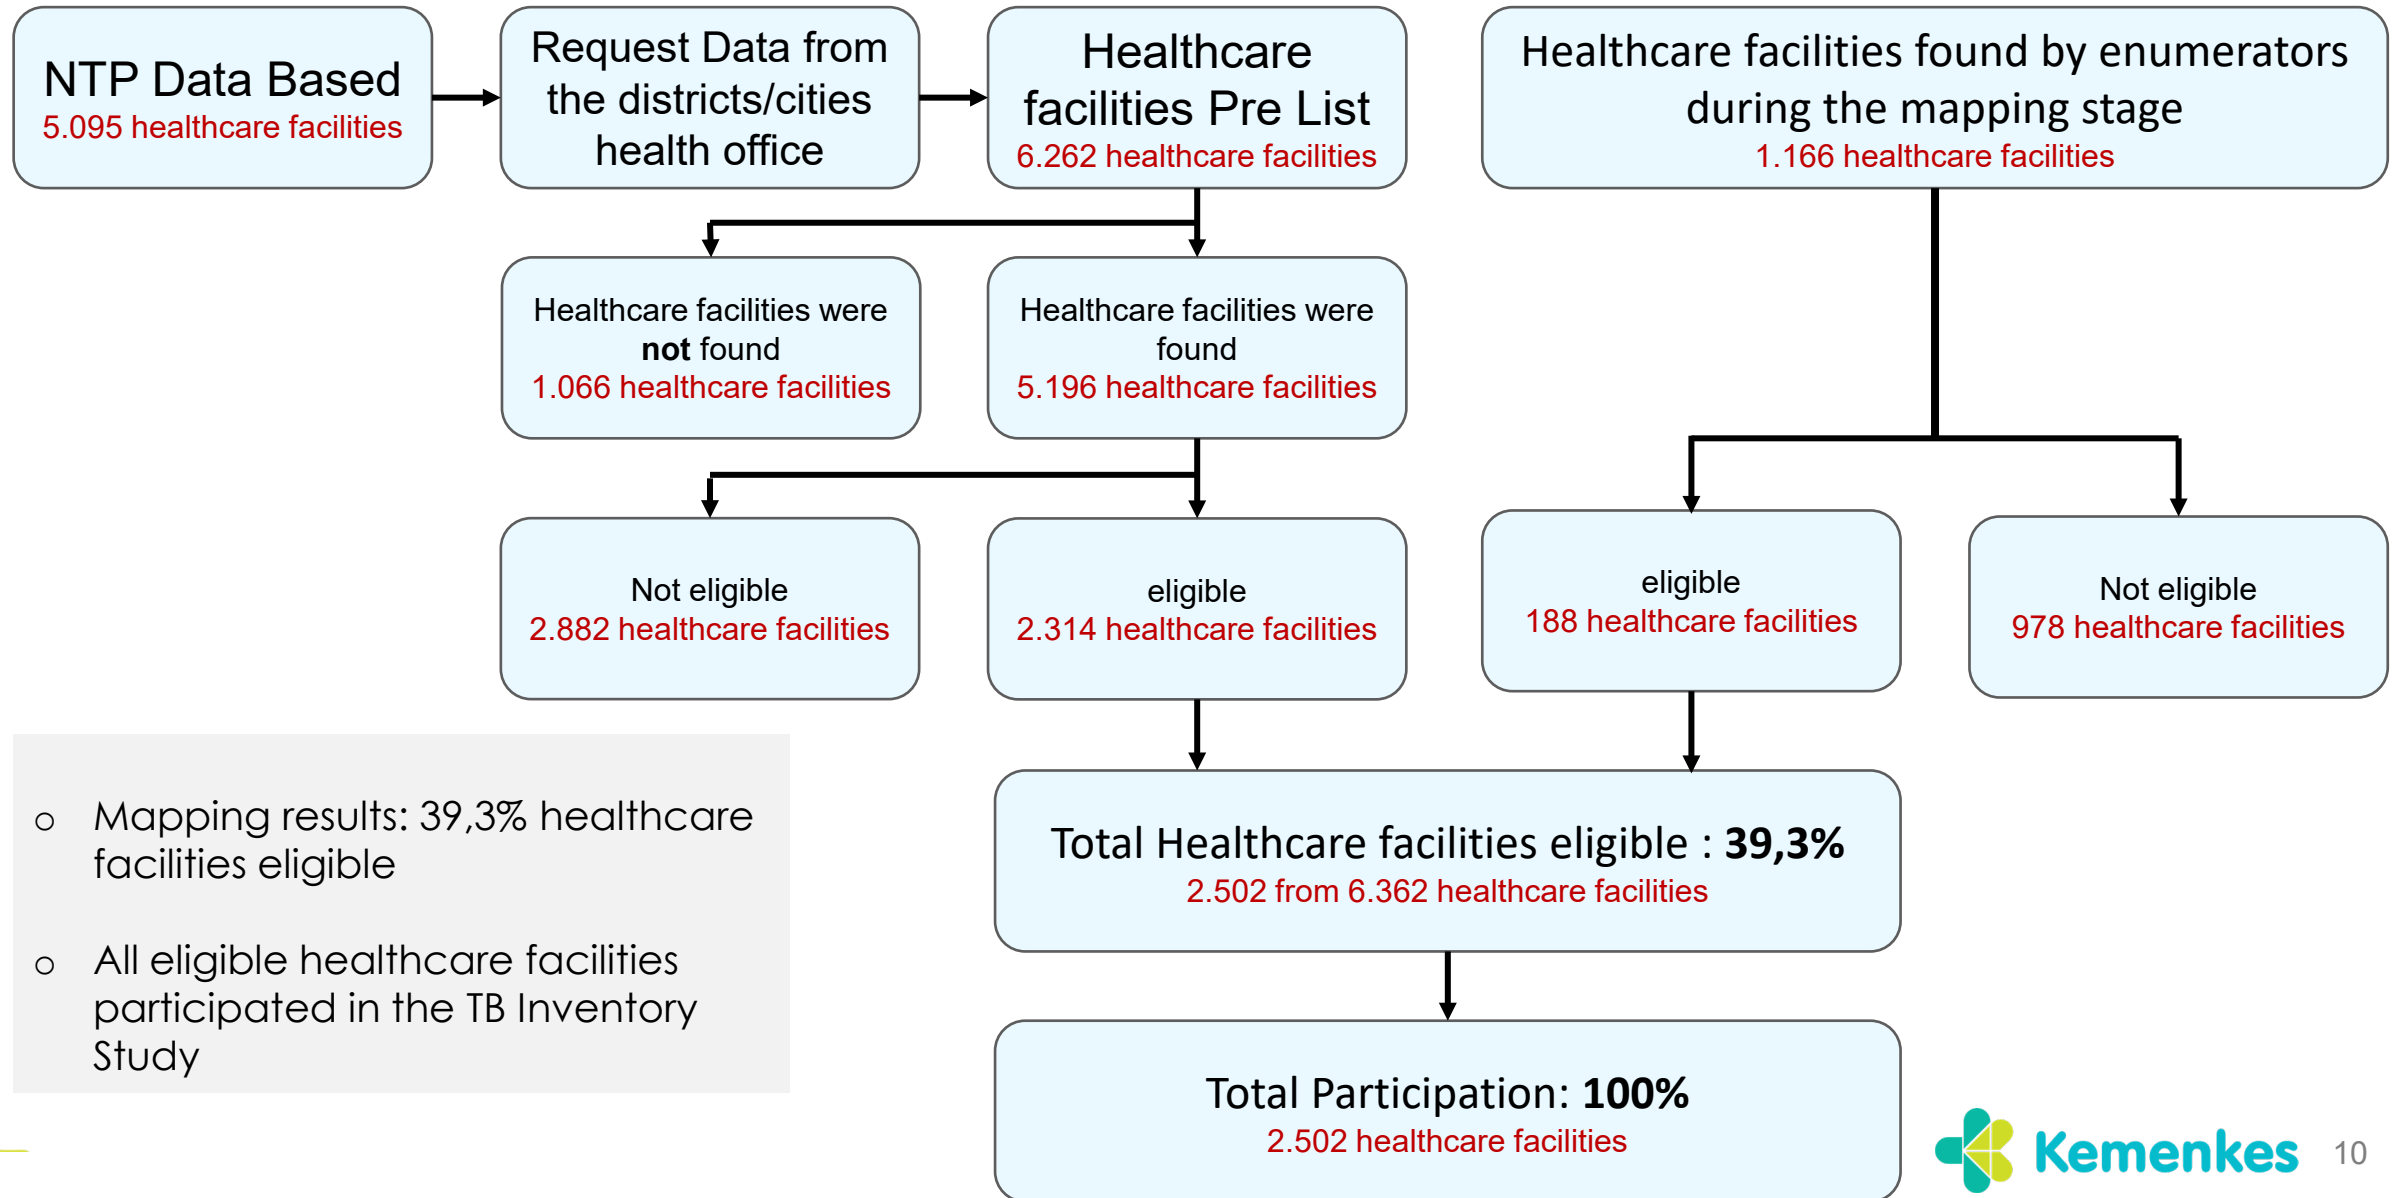 NTP Data Based
5.095 healthcare facilities
Request Data from
the districts/cities
health office
Healthcare
facilities Pre List
6.262 healthcare facilities
Healthcare facilities found by enumerators
during the mapping stage
1.166 healthcare facilities
Healthcare facilities were
not found
1.066 healthcare facilities
Healthcare facilities were
found
5.196 healthcare facilities
Not eligible
2.882 healthcare facilities
eligible
2.314 healthcare facilities
eligible
188 healthcare facilities
Not eligible
978 healthcare facilities
o Mapping results: 39,3% healthcare
facilities eligible
o All eligible healthcare facilities
participated in the TB Inventory
Study
Total Healthcare facilities eligible : 39,3%
2.502 from 6.362 healthcare facilities
Total Participation: 100%
2.502 healthcare facilities
Kemenkes
10